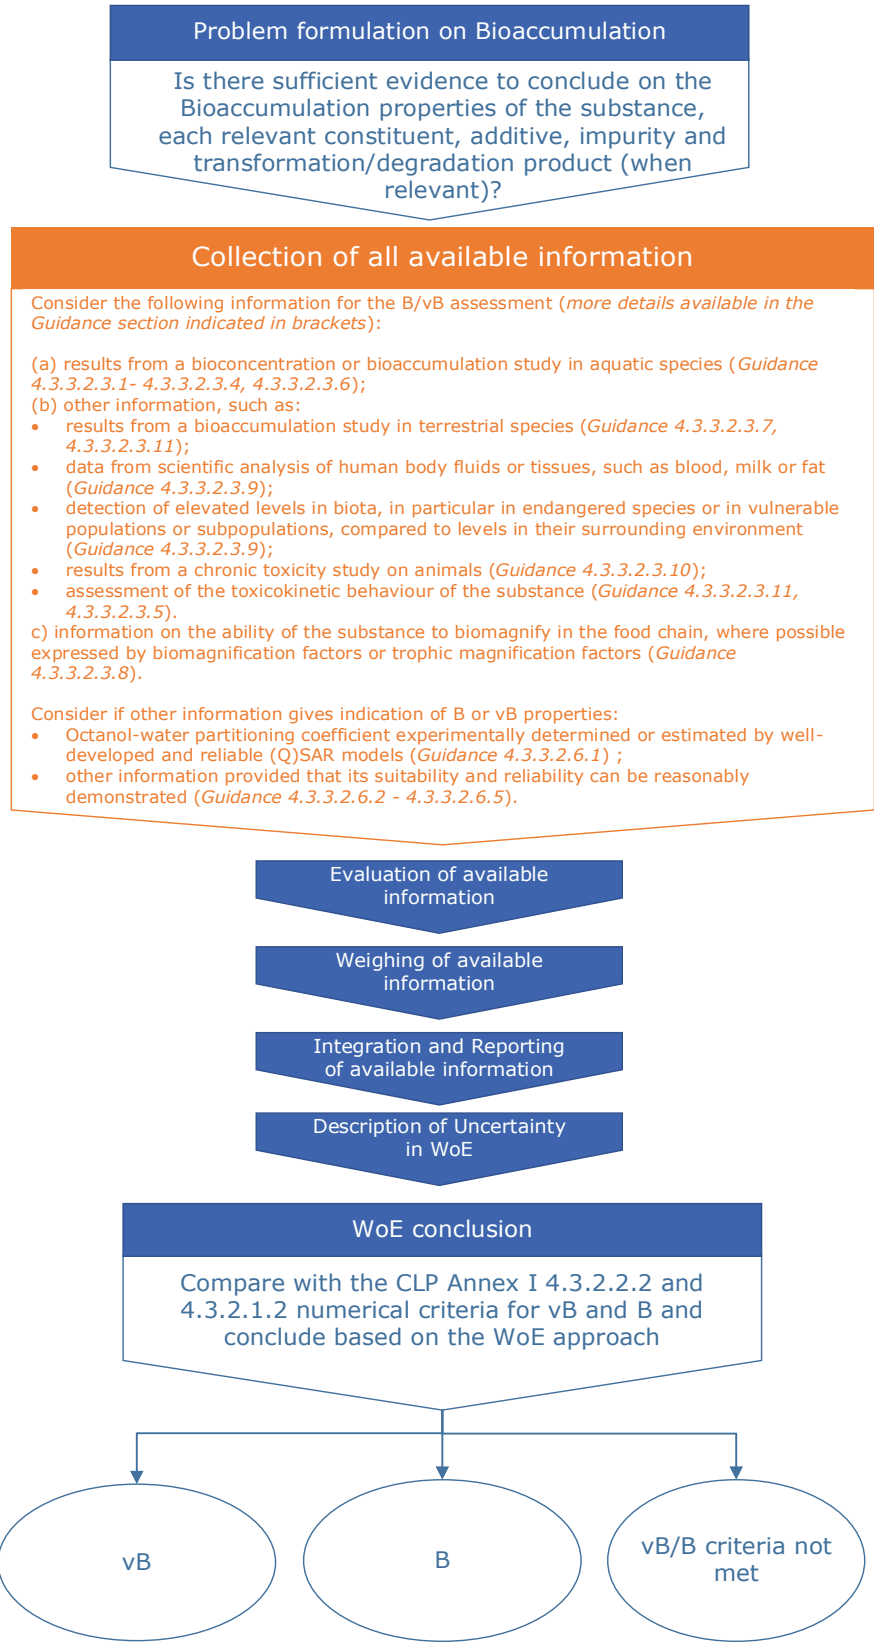 Problem formulation on Bioaccumulation
Is there sufficient evidence to conclude on the
Bioaccumulation properties of the substance,
each relevant constituent, additive, impurity and
transformation/degradation product (when
relevant)?
Collection of all available information
Consider the following information for the B/vB assessment (more details available in the
Guidance section indicated in brackets):
(a) results from a bioconcentration or bioaccumulation study in aquatic species (Guidance
4.3.3.2.3.1- 4.3.3.2.3.4, 4.3.3.2.3.6);
(b) other information, such as:
• results from a bioaccumulation study in terrestrial species (Guidance 4.3.3.2.3.7,
4.3.3.2.3.11);
• data from scientific analysis of human body fluids or tissues, such as blood, milk or fat
(Guidance 4.3.3.2.3.9);
• detection of elevated levels in biota, in particular in endangered species or in vulnerable
populations or subpopulations, compared to levels in their surrounding environment
(Guidance 4.3.3.2.3.9);
• results from a chronic toxicity study on animals (Guidance 4.3.3.2.3.10);
• assessment of the toxicokinetic behaviour of the substance (Guidance 4.3.3.2.3.11,
4.3.3.2.3.5).
c) information on the ability of the substance to biomagnify in the food chain, where possible
expressed by biomagnification factors or trophic magnification factors (Guidance
4.3.3.2.3.8).
Consider if other information gives indication of B or vB properties:
• Octanol-water partitioning coefficient experimentally determined or estimated by well-
developed and reliable (Q)SAR models (Guidance 4.3.3.2.6.1) ;
• other information provided that its suitability and reliability can be reasonably
demonstrated (Guidance 4.3.3.2.6.2 - 4.3.3.2.6.5).
Evaluation of available
information
Weighing of available
information
Integration and Reporting
of available information
Description of Uncertainty
in WoE
WoE conclusion
Compare with the CLP Annex I 4.3.2.2.2 and
4.3.2.1.2 numerical criteria for vB and B and
conclude based on the WoE approach
vB
B
vB/B criteria not
met